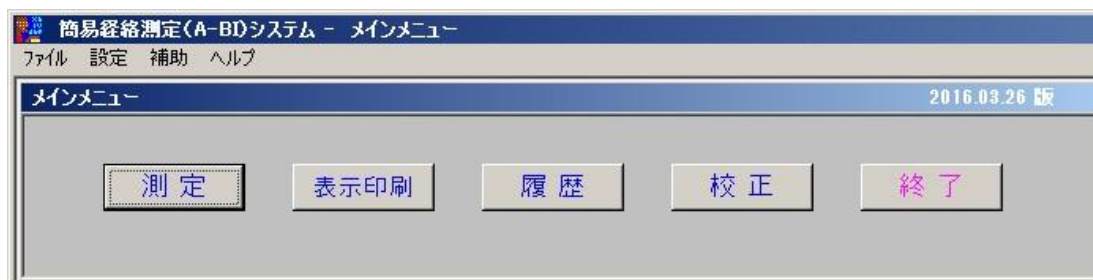 簡易経絡測定(A-BI)システム - メインメニュー
ファイル 設定 補助 ヘルプ
メインメニュー 2016.03.26 版
測 定 表示印刷 履 歴 校 正 終 了